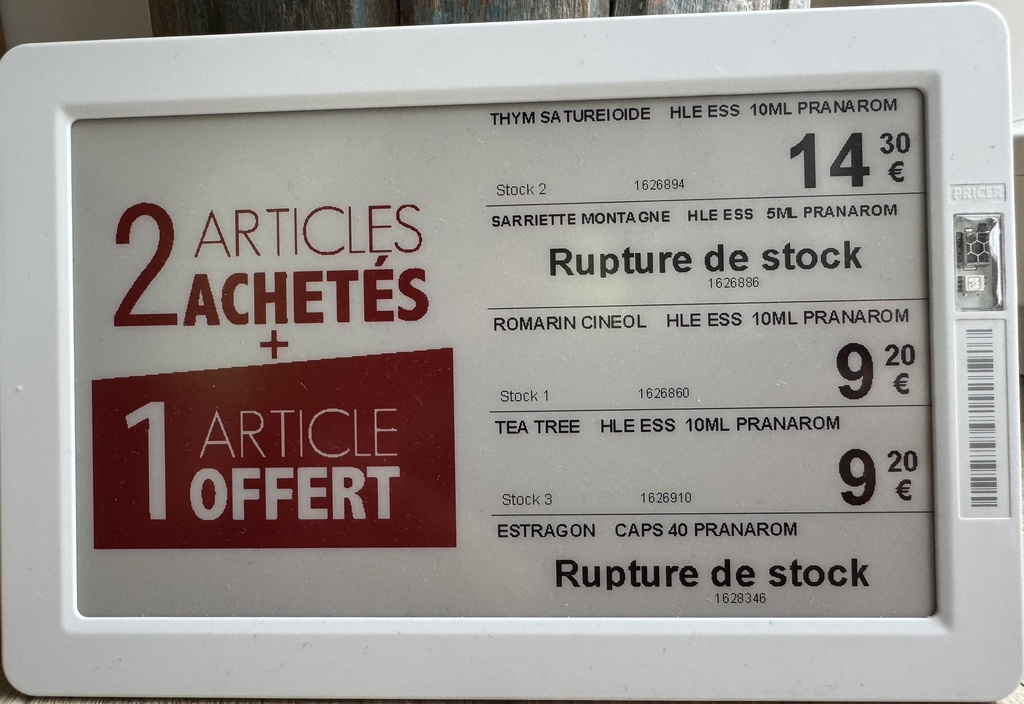 2 ARTICLES
ACHETÉS
+
1 ARTICLE
OFFERT
THYM SATUREIOIDE HLE ESS 10ML PRANAROM
14 30 €
Stock 2 1626894
SARRIETTE MONTAGNE HLE ESS 5ML PRANAROM
Rupture de stock
1626886
ROMARIN CINEOL HLE ESS 10ML PRANAROM
9 20 €
Stock 1 1626860
TEA TREE HLE ESS 10ML PRANAROM
9 20 €
Stock 3 1626910
ESTRAGON CAPS 40 PRANAROM
Rupture de stock
1628346
PRICER